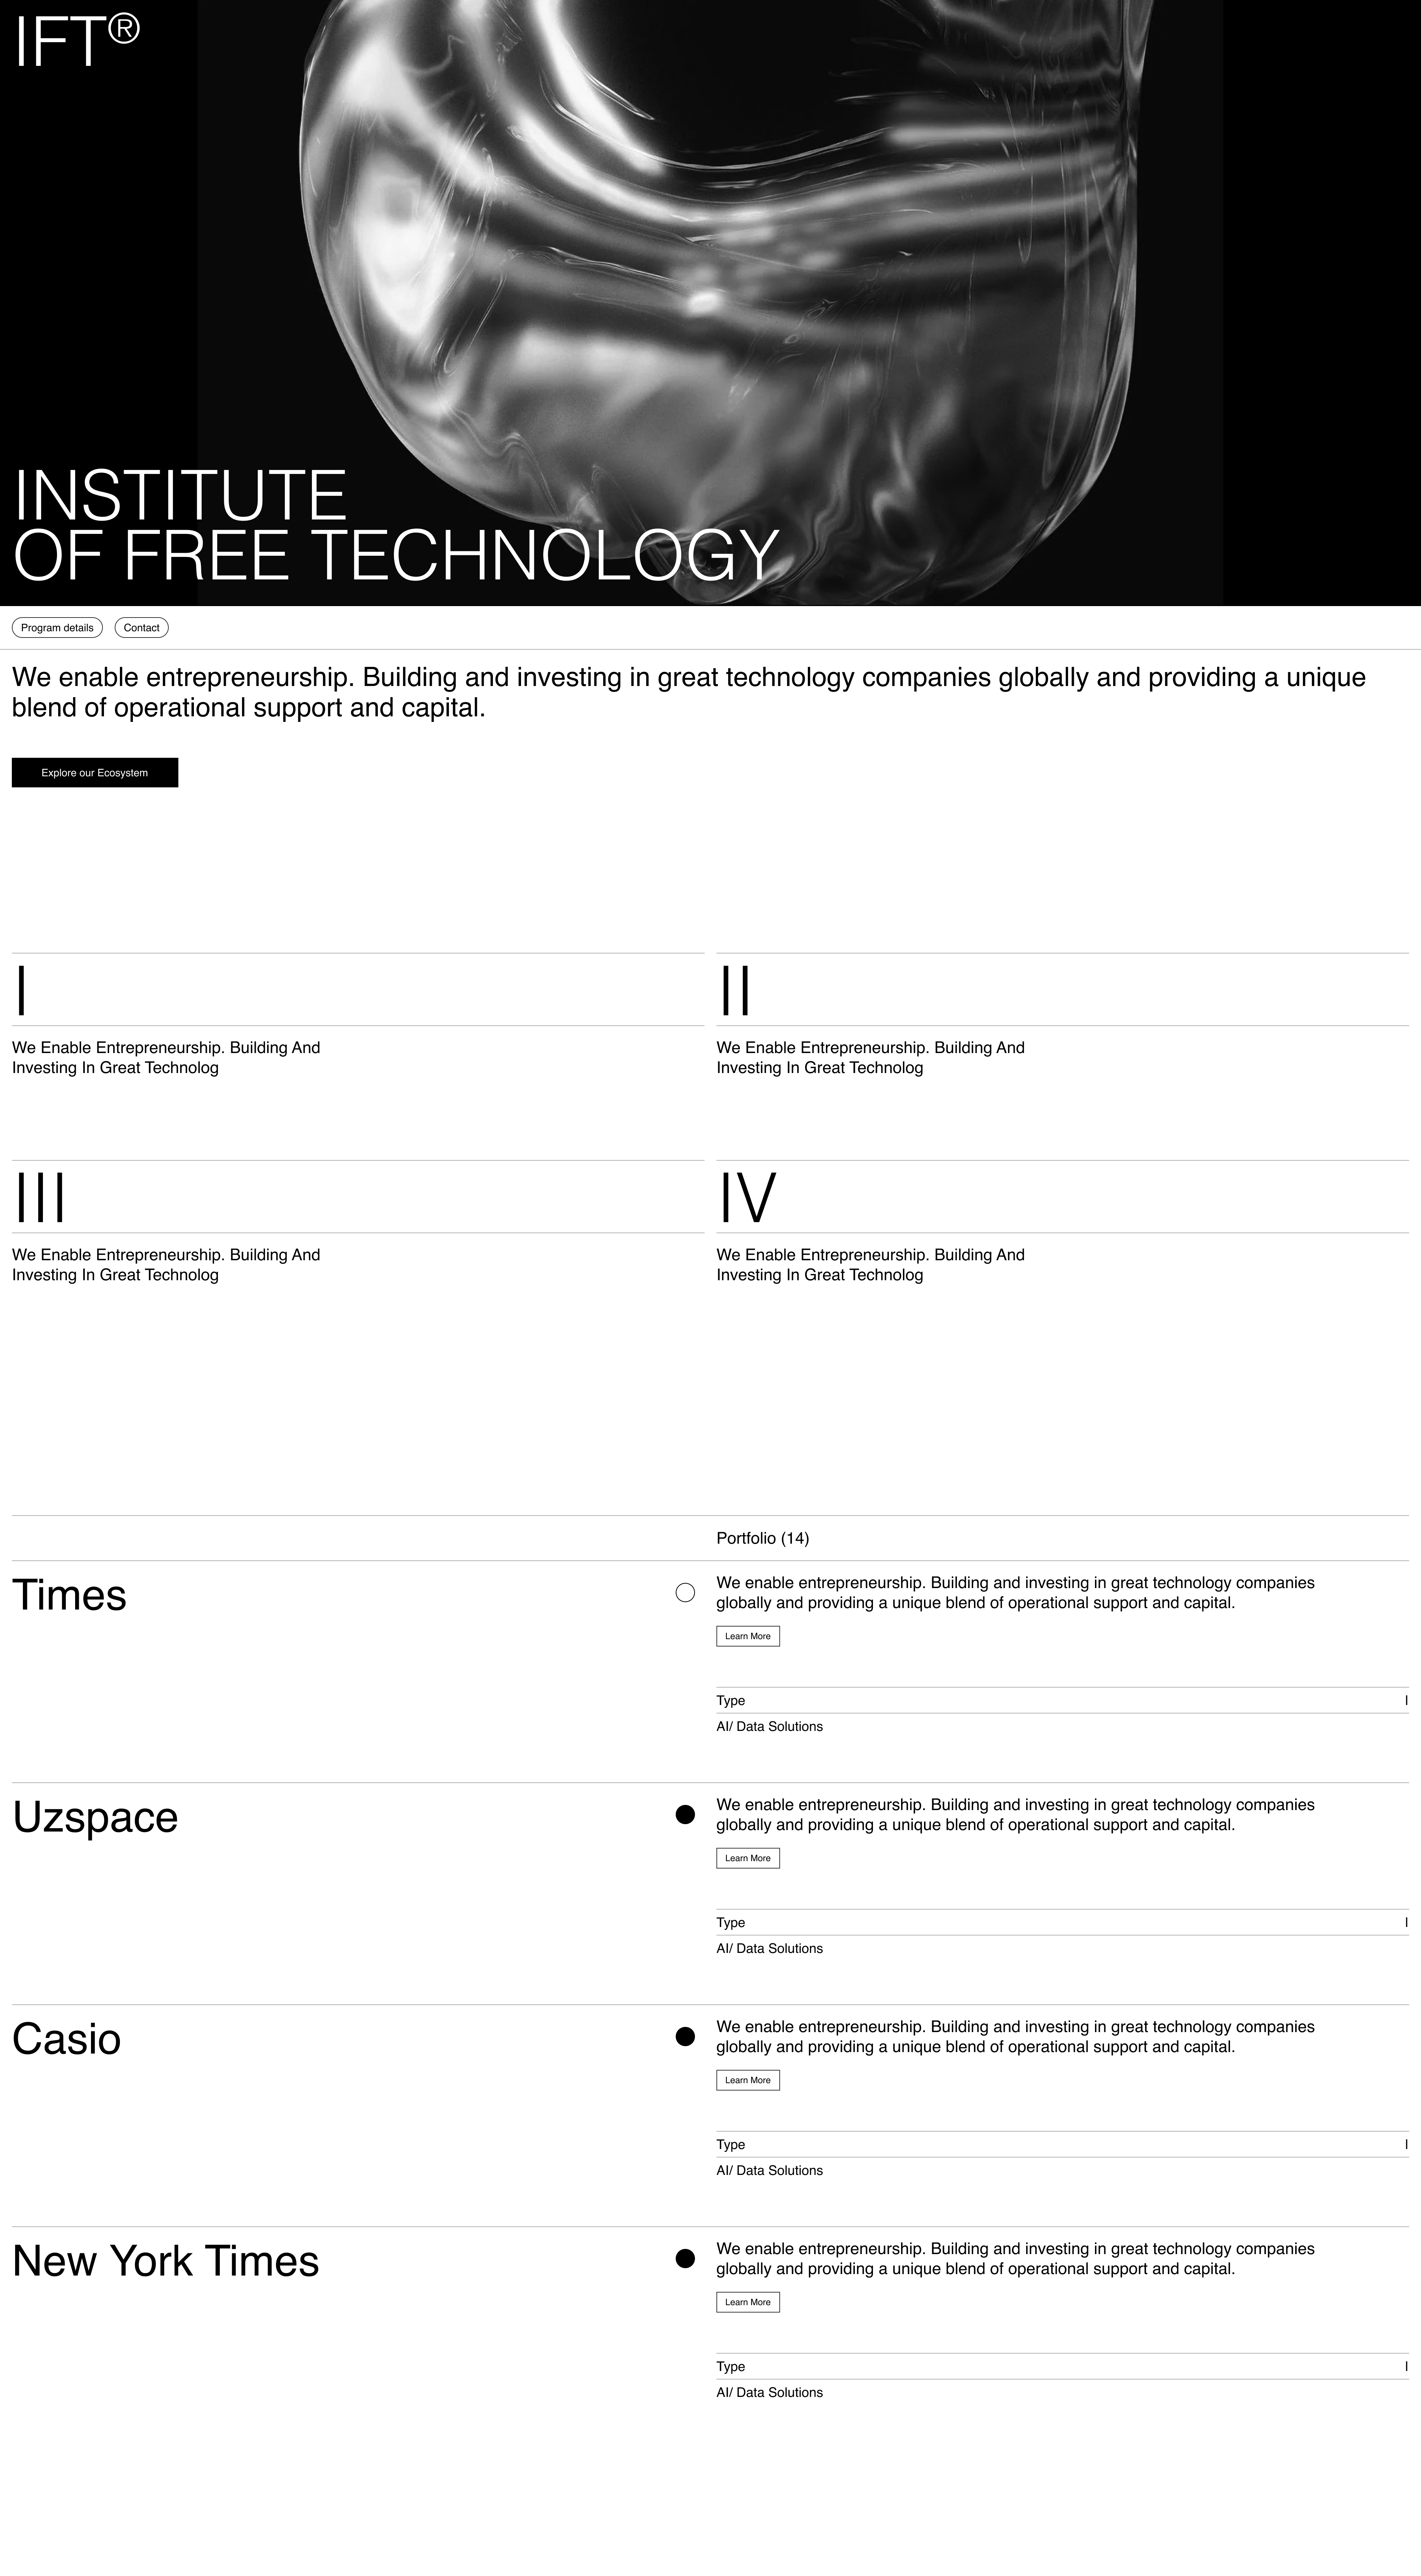 IFT®
INSTITUTE
OF FREE TECHNOLOGY
Program details
Contact
We enable entrepreneurship. Building and investing in great technology companies globally and providing a unique
blend of operational support and capital.
Explore our Ecosystem
I
We Enable Entrepreneurship. Building And
Investing In Great Technolog
II
We Enable Entrepreneurship. Building And
Investing In Great Technolog
III
We Enable Entrepreneurship. Building And
Investing In Great Technolog
IV
We Enable Entrepreneurship. Building And
Investing In Great Technolog
Portfolio (14)
Times
We enable entrepreneurship. Building and investing in great technology companies
globally and providing a unique blend of operational support and capital.
Learn More
Type I
AI/ Data Solutions
Uzspace
We enable entrepreneurship. Building and investing in great technology companies
globally and providing a unique blend of operational support and capital.
Learn More
Type I
AI/ Data Solutions
Casio
We enable entrepreneurship. Building and investing in great technology companies
globally and providing a unique blend of operational support and capital.
Learn More
Type I
AI/ Data Solutions
New York Times
We enable entrepreneurship. Building and investing in great technology companies
globally and providing a unique blend of operational support and capital.
Learn More
Type I
AI/ Data Solutions